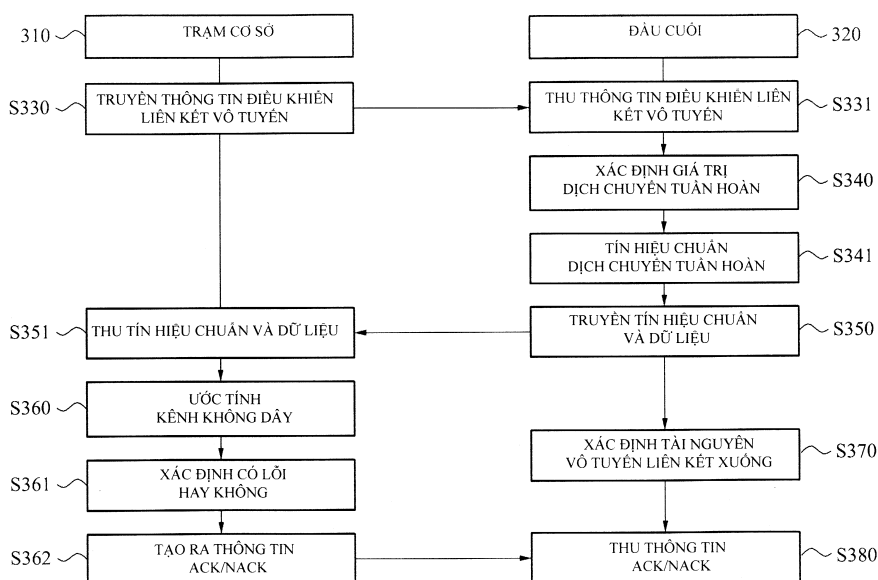 310
TRẠM CƠ SỞ
ĐẦU CUỐI
320
S330
TRUYỀN THÔNG TIN ĐIỀU KHIỂN
LIÊN KẾT VÔ TUYẾN
THU THÔNG TIN ĐIỀU KHIỂN LIÊN
KẾT VÔ TUYẾN
S331
XÁC ĐỊNH GIÁ TRỊ
DỊCH CHUYỂN TUẦN HOÀN
S340
TÍN HIỆU CHUẨN
DỊCH CHUYỂN TUẦN HOÀN
S341
S351
THU TÍN HIỆU CHUẨN VÀ DỮ LIỆU
TRUYỀN TÍN HIỆU CHUẨN
VÀ DỮ LIỆU
S350
S360
ƯỚC TÍNH
KÊNH KHÔNG DÂY
S361
XÁC ĐỊNH CÓ LỖI
HAY KHÔNG
XÁC ĐỊNH TÀI NGUYÊN
VÔ TUYẾN LIÊN KẾT XUỐNG
S370
S362
TẠO RA THÔNG TIN
ACK/NACK
THU THÔNG TIN
ACK/NACK
S380